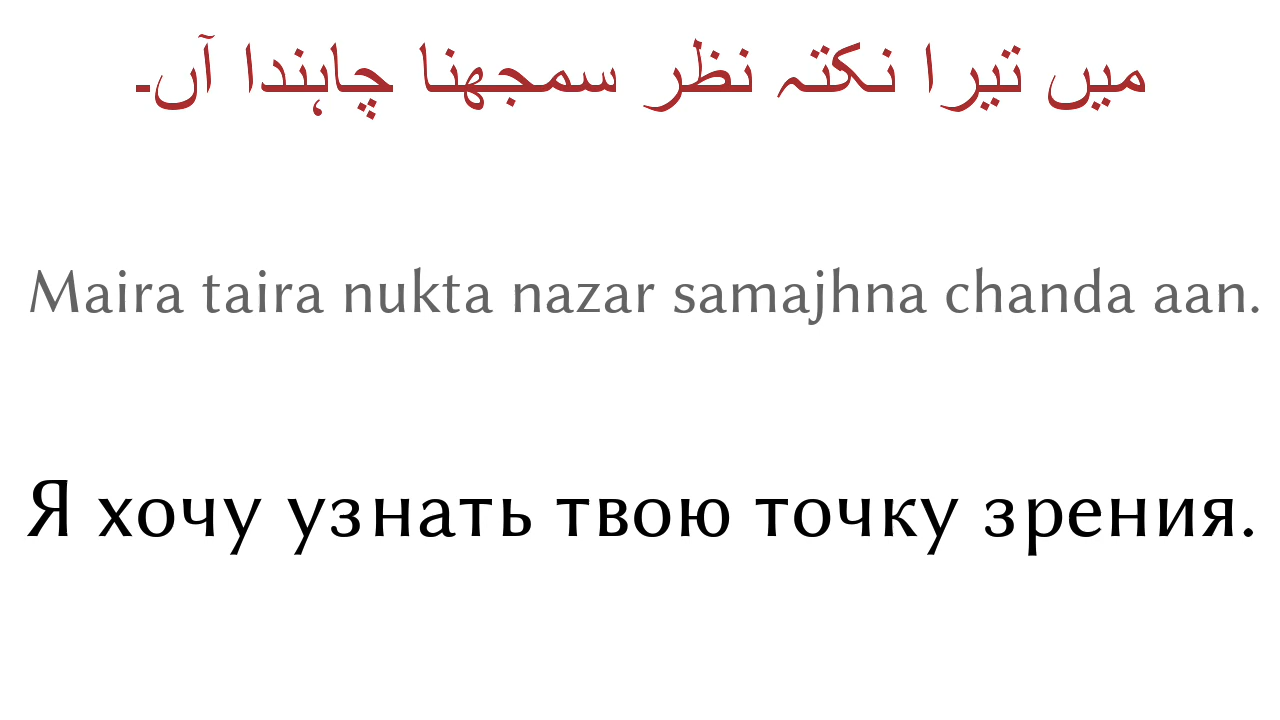 میں تیرا نکتہ نظر سمجھنا چاہندا آں۔
Maira taira nukta nazar samajhna chanda aan.
Я хочу узнать твою точку зрения.